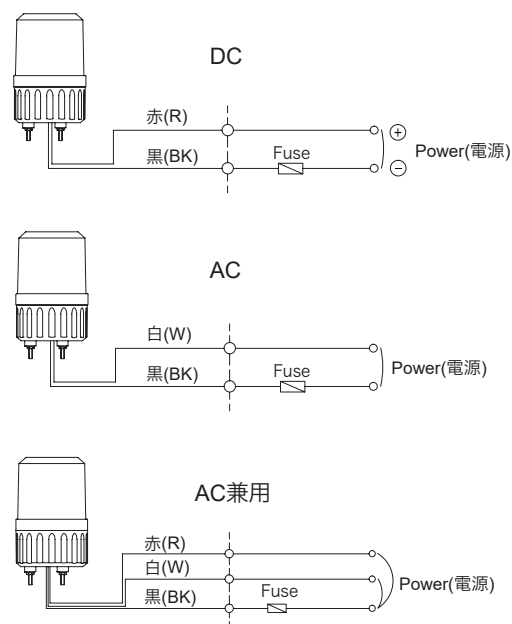 DC
赤(R)
黒(BK)
Fuse
+
Power(電源)
−
AC
白(W)
黒(BK)
Fuse
Power(電源)
AC兼用
赤(R)
白(W)
黒(BK)
Fuse
Power(電源)